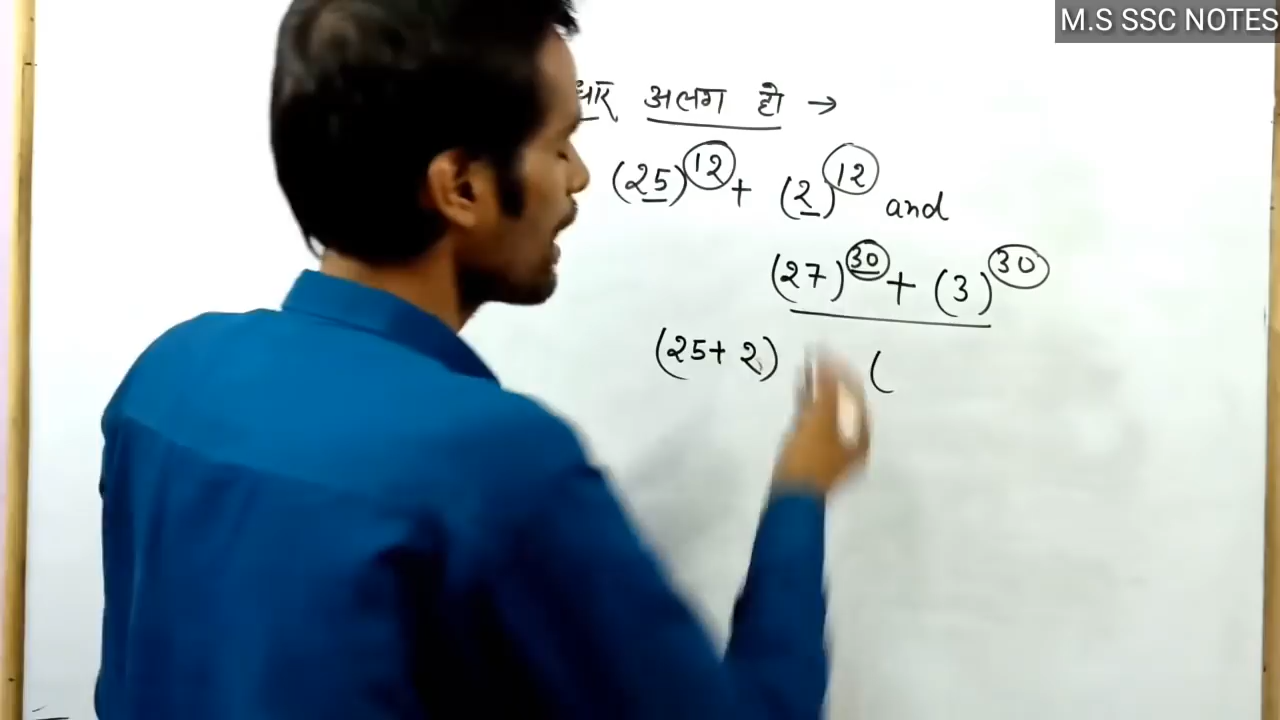 M.S SSC NOTES
अलग हो →
(25)^12 + (2)^12 and
(27)^30 + (3)^30
(25+ 2) (